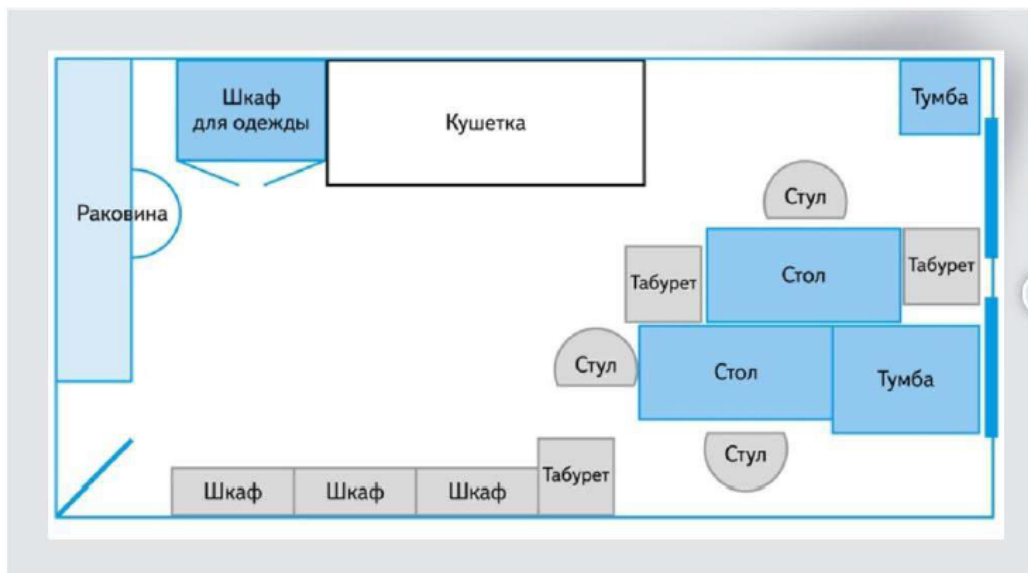 Шкаф
для одежды
Кушетка
Тумба
Раковина
Стул
Табурет
Стол
Табурет
Стул
Стол
Тумба
Стул
Шкаф
Шкаф
Шкаф
Табурет